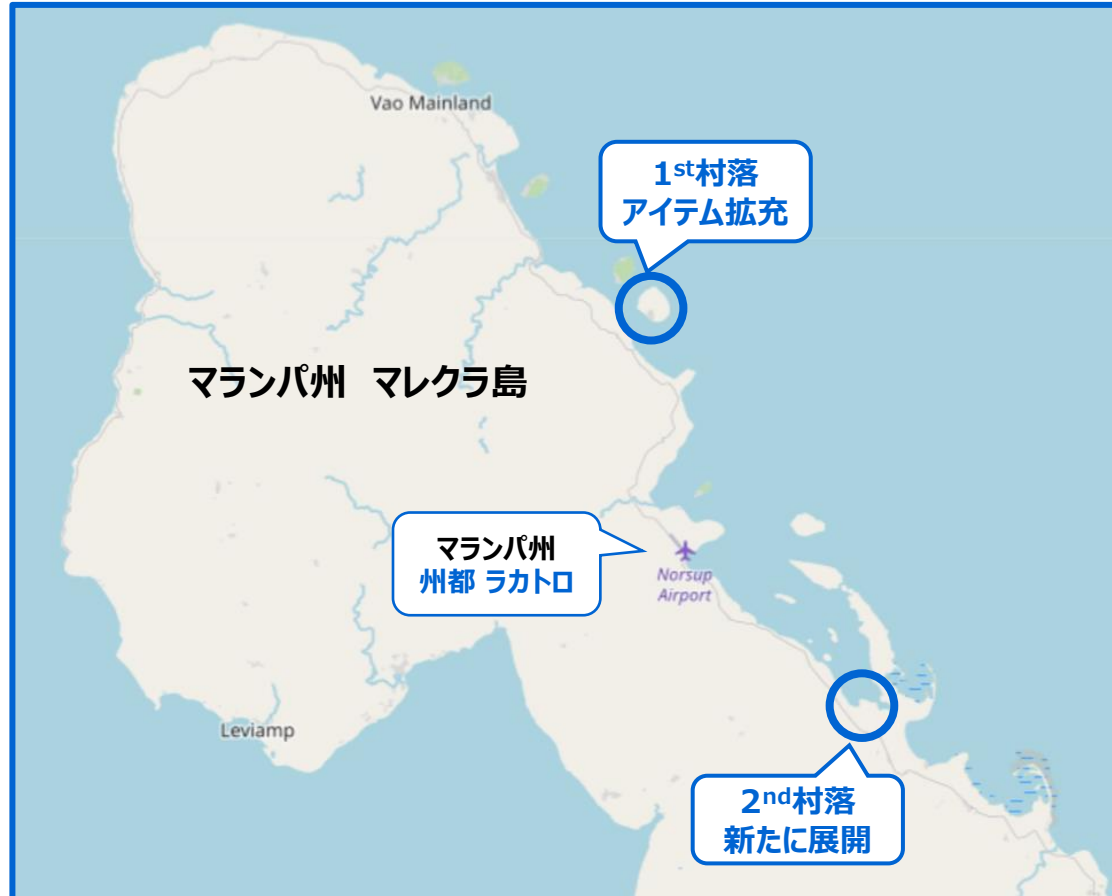 Vao Mainland
1st村落
アイテム拡充
マランパ州 マレクラ島
マランパ州
州都 ラカトロ
Norsup
Airport
Leviamp
2nd村落
新たに展開